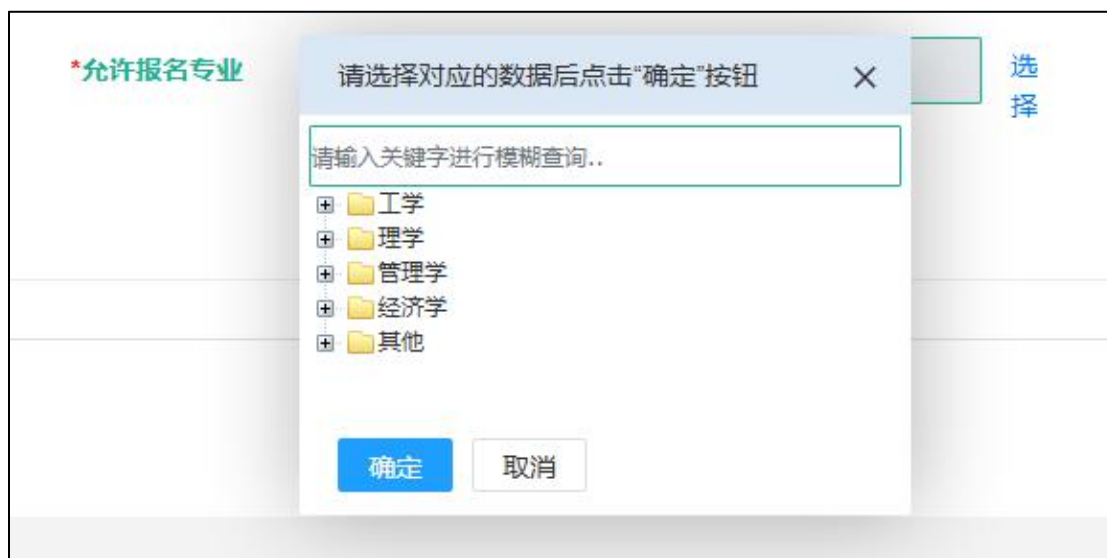 *允许报名专业
请选择对应的数据后点击“确定”按钮
选
择
请输入关键字进行模糊查询..
工学
理学
管理学
经济学
其他
确定
取消